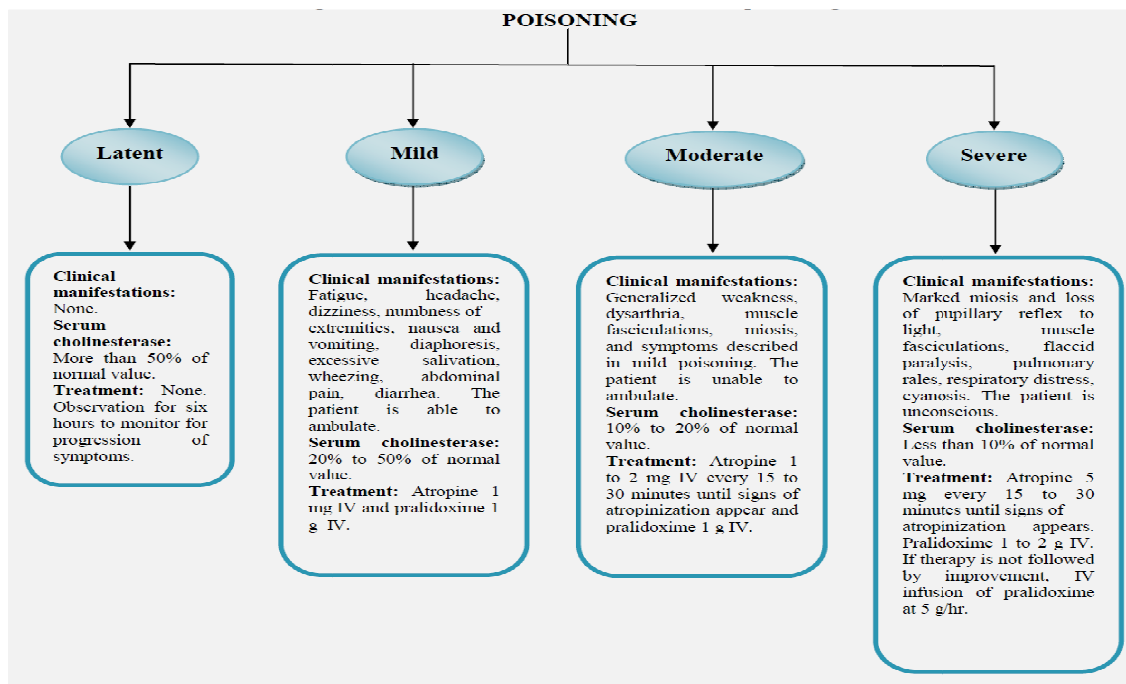 POISONING
Latent
Mild
Moderate
Severe
Clinical
manifestations:
None.
Serum
cholinesterase:
More than 50% of
normal value.
Treatment: None.
Observation for six
hours to monitor for
progression of
symptoms.
Clinical manifestations:
Fatigue, headache,
dizziness, numbness of
extremities, nausea and
vomiting, diaphoresis,
excessive salivation,
wheezing, abdominal
pain, diarrhea. The
patient is able to
ambulate.
Serum cholinesterase:
20% to 50% of normal
value.
Treatment: Atropine 1
mg IV and pralidoxime 1
g IV.
Clinical manifestations:
Generalized weakness,
dysarthria, muscle
fasciculations, miosis,
and symptoms described
in mild poisoning. The
patient is unable to
ambulate.
Serum cholinesterase:
10% to 20% of normal
value.
Treatment: Atropine 1
to 2 mg IV every 15 to
30 minutes until signs of
atropinization appear and
pralidoxime 1 g IV.
Clinical manifestations:
Marked miosis and loss
of pupillary reflex to
light, muscle
fasciculations, flaccid
paralysis, pulmonary
rales, respiratory distress,
cyanosis. The patient is
unconscious.
Serum cholinesterase:
Less than 10% of normal
value.
Treatment: Atropine 5
mg every 15 to 30
minutes until signs of
atropinization appears.
Pralidoxime 1 to 2 g IV.
If therapy is not followed
by improvement, IV
infusion of pralidoxime
at 5 g/hr.